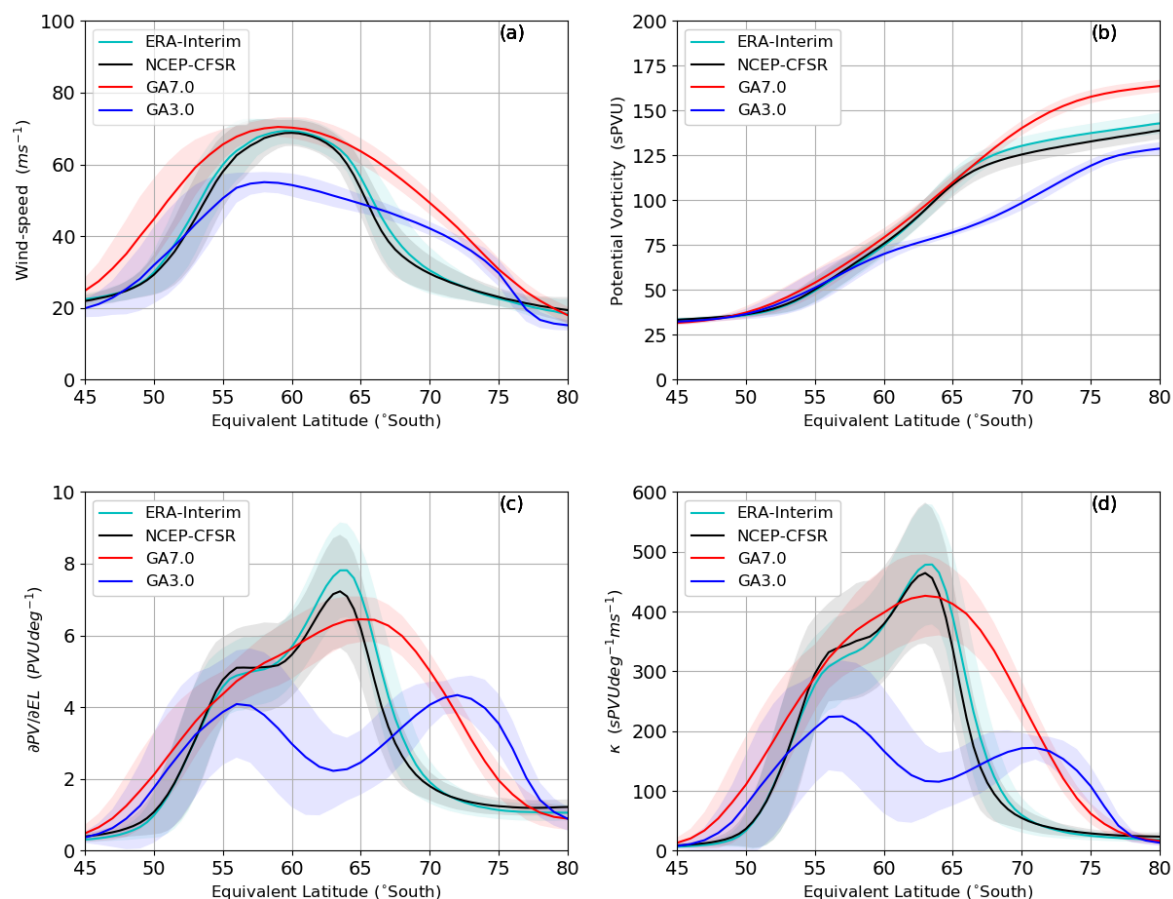 (a)
ERA-Interim
NCEP-CFSR
GA7.0
GA3.0
100
80
60
40
20
0
Wind-speed (ms⁻¹)
45 50 55 60 65 70 75 80
Equivalent Latitude (°South)
(b)
ERA-Interim
NCEP-CFSR
GA7.0
GA3.0
200
175
150
125
100
75
50
25
0
Potential Vorticity (sPVU)
45 50 55 60 65 70 75 80
Equivalent Latitude (°South)
(c)
ERA-Interim
NCEP-CFSR
GA7.0
GA3.0
10
8
6
4
2
0
∂PV/∂EL (PVUdeg⁻¹)
45 50 55 60 65 70 75 80
Equivalent Latitude (°South)
(d)
ERA-Interim
NCEP-CFSR
GA7.0
GA3.0
600
500
400
300
200
100
0
κ (sPVUdeg⁻¹ms⁻¹)
45 50 55 60 65 70 75 80
Equivalent Latitude (°South)